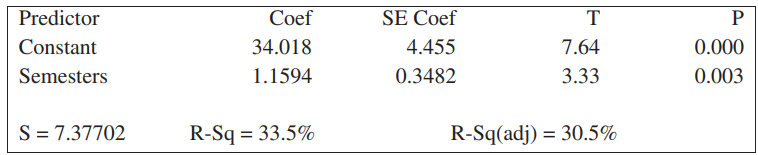 Predictor Coef SE Coef T P
Constant 34.018 4.455 7.64 0.000
Semesters 1.1594 0.3482 3.33 0.003
S = 7.37702 R-Sq = 33.5% R-Sq(adj) = 30.5%